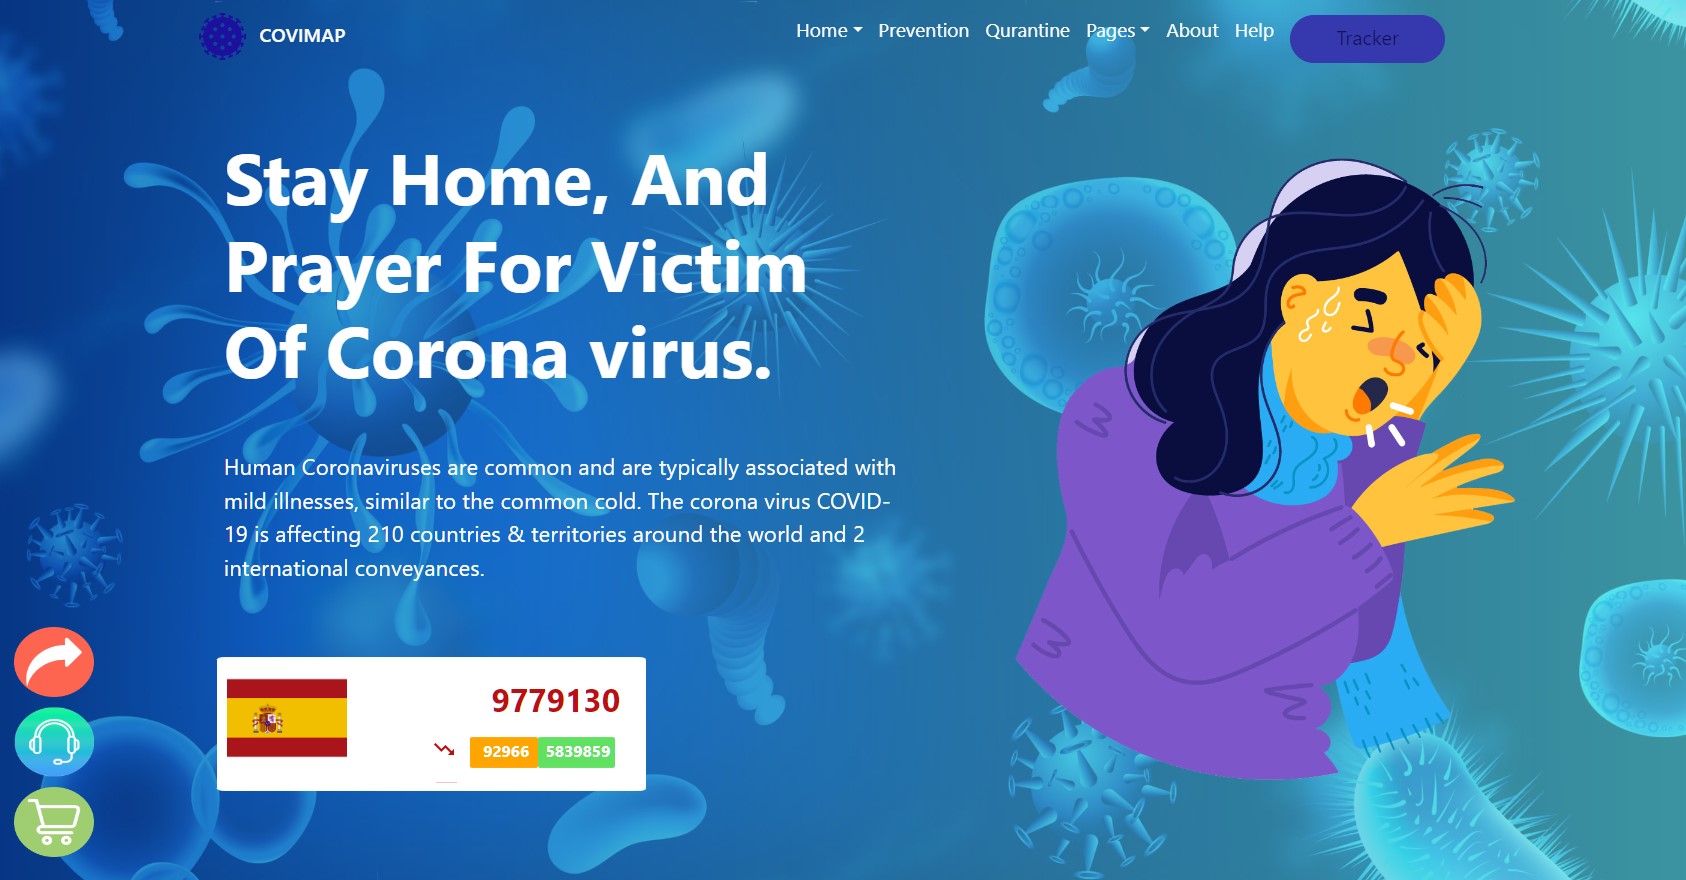 COVIMAP
Home Prevention Qurantine Pages About Help Tracker
Stay Home, And
Prayer For Victim
Of Corona virus.
Human Coronaviruses are common and are typically associated with
mild illnesses, similar to the common cold. The corona virus COVID-
19 is affecting 210 countries & territories around the world and 2
international conveyances.
9779130
92966 5839859